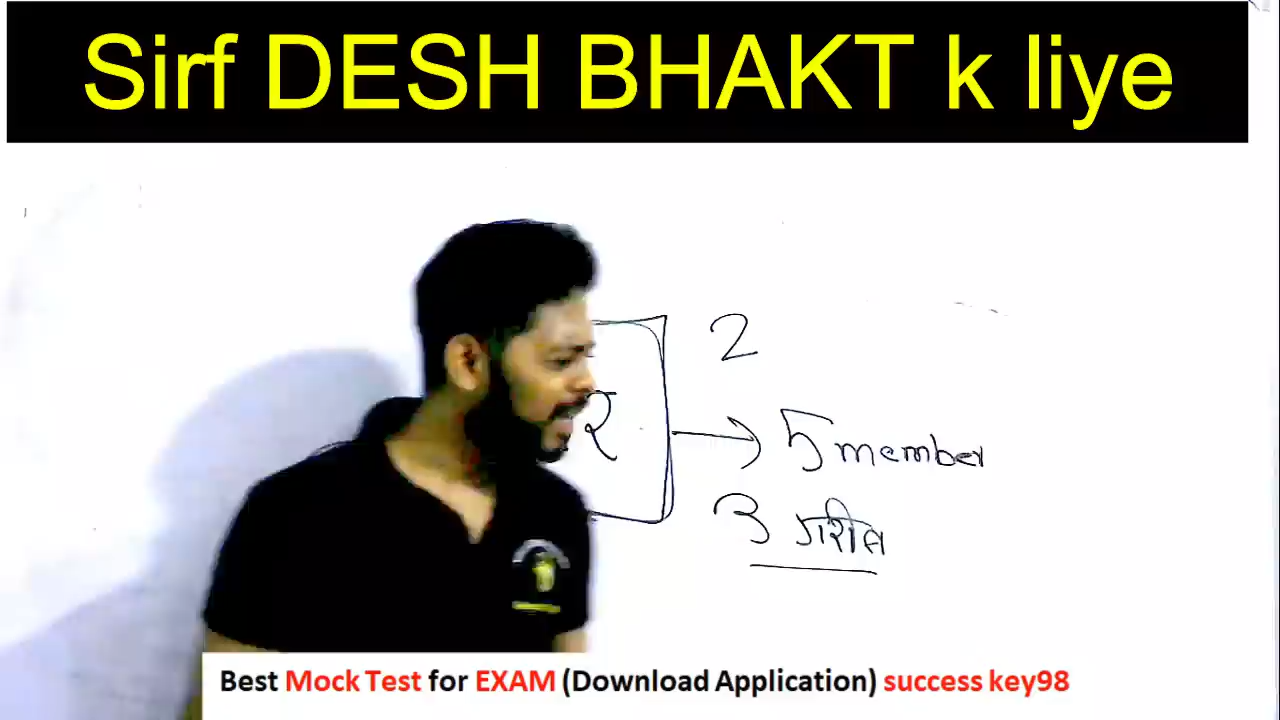 Sirf DESH BHAKT k liye
2
र
5 member
3 गरीब
Best Mock Test for EXAM (Download Application) success key98